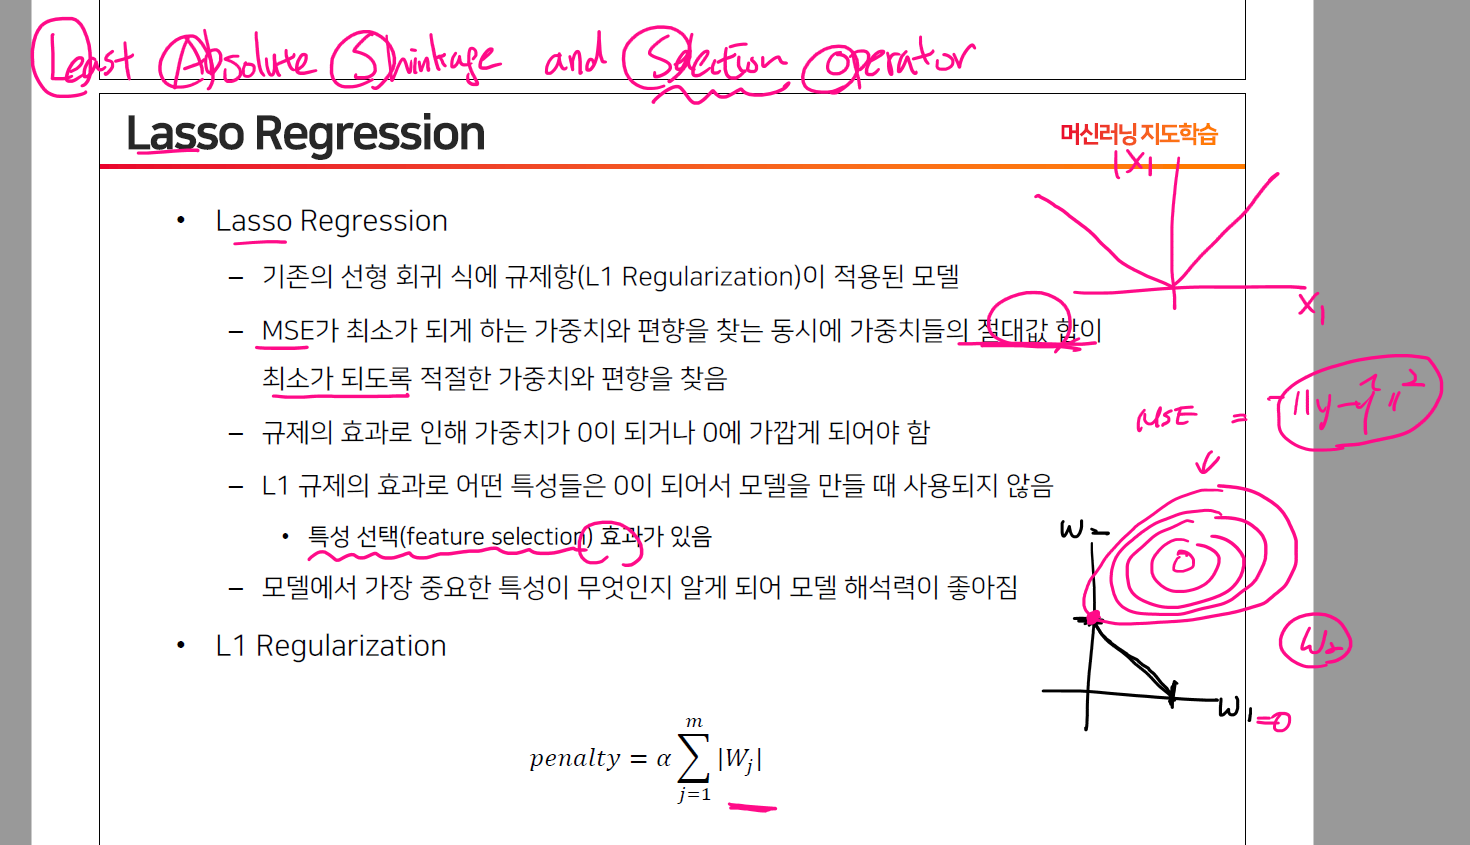 Least Absolute Shinkage and Selection Operator
Lasso Regression
머신러닝 지도학습
|X|
• Lasso Regression
– 기존의 선형 회귀 식에 규제항(L1 Regularization)이 적용된 모델
X₁
– MSE가 최소가 되게 하는 가중치와 편향을 찾는 동시에 가중치들의 절대값 합이
최소가 되도록 적절한 가중치와 편향을 찾음
MSE = ||y-ŷ||²
– 규제의 효과로 인해 가중치가 0이 되거나 0에 가깝게 되어야 함
– L1 규제의 효과로 어떤 특성들은 0이 되어서 모델을 만들 때 사용되지 않음
• 특성 선택(feature selection) 효과가 있음
W₂
– 모델에서 가장 중요한 특성이 무엇인지 알게 되어 모델 해석력이 좋아짐
• L1 Regularization
W₂
W₁=0
penalty = α ∑_{j=1}^{m} |W_j|